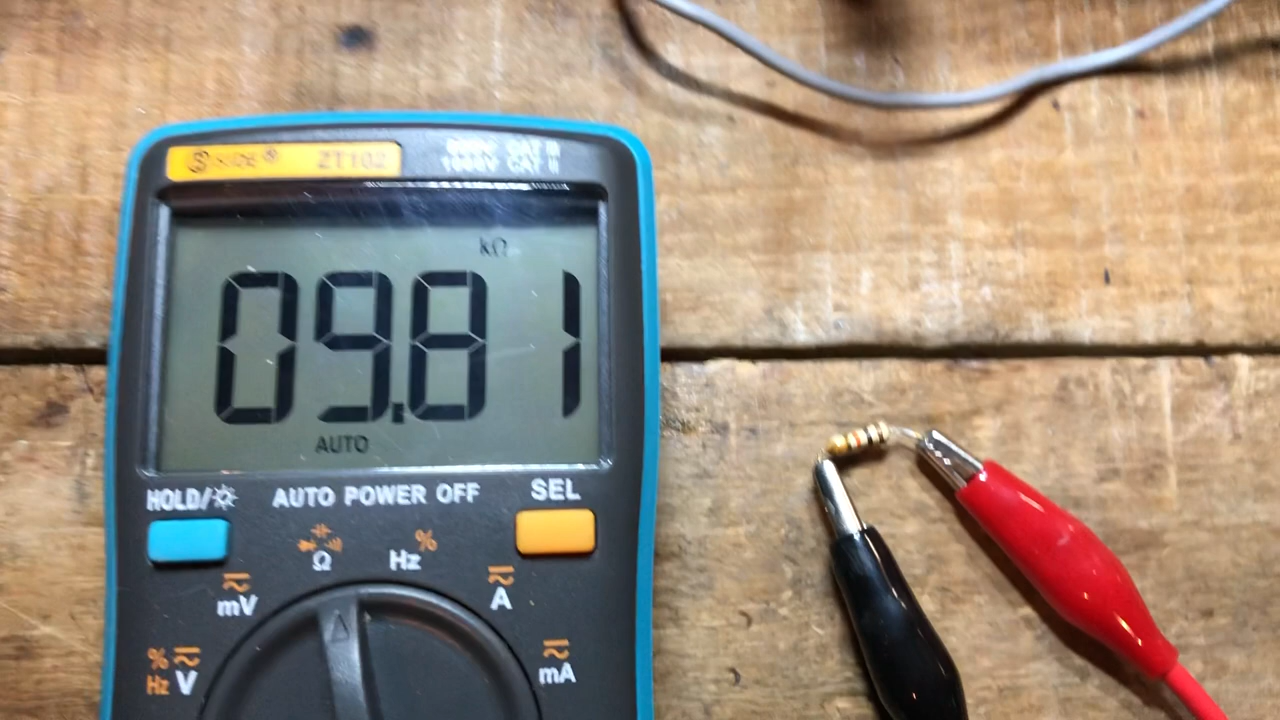 ZT102
kΩ
09.81
AUTO
HOLD/ AUTO POWER OFF SEL
Ω Hz %
mV A
% Hz V mA